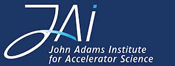 JAi
John Adams Institute
for Accelerator Science